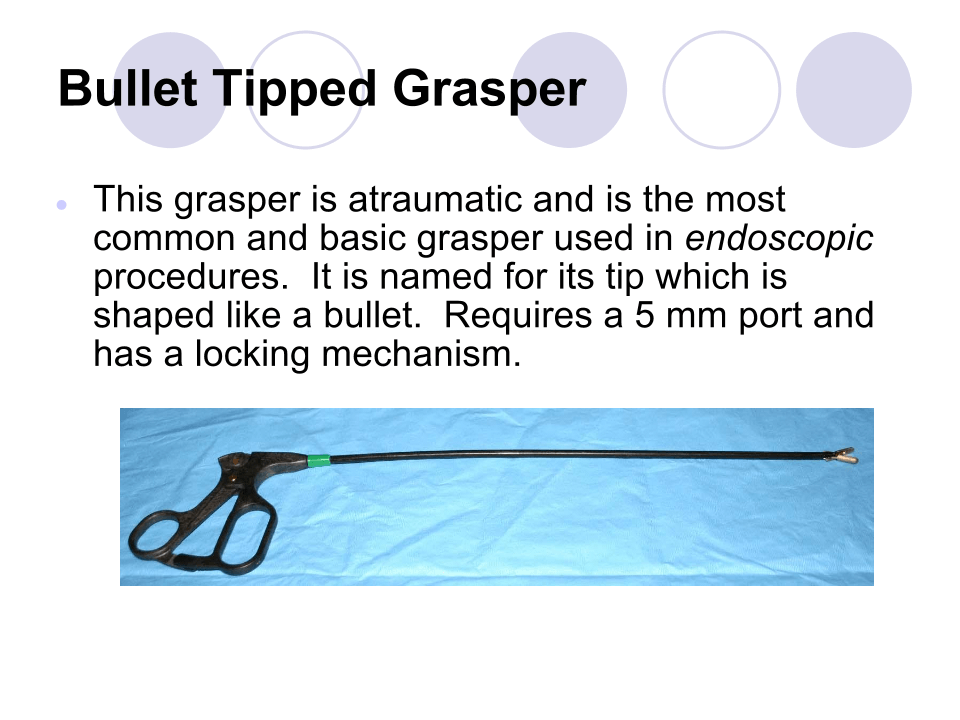 Bullet Tipped Grasper
This grasper is atraumatic and is the most
common and basic grasper used in endoscopic
procedures.  It is named for its tip which is
shaped like a bullet.  Requires a 5 mm port and
has a locking mechanism.